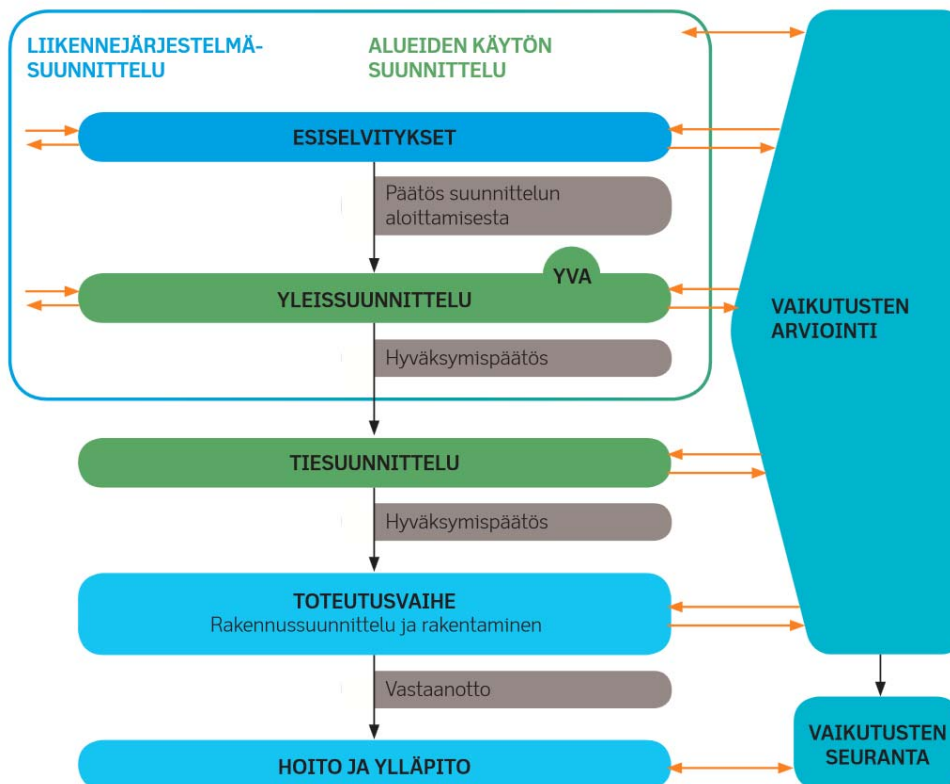 LIIKENNEJÄRJESTELMÄ-
SUUNNITTELU
ALUEIDEN KÄYTÖN
SUUNNITTELU
ESISELVITYKSET
Päätös suunnittelun
aloittamisesta
YVA
YLEISSUUNNITTELU
Hyväksymispäätös
VAIKUTUSTEN
ARVIOINTI
TIESUUNNITTELU
Hyväksymispäätös
TOTEUTUSVAIHE
Rakennussuunnittelu ja rakentaminen
Vastaanotto
HOITO JA YLLÄPITO
VAIKUTUSTEN
SEURANTA